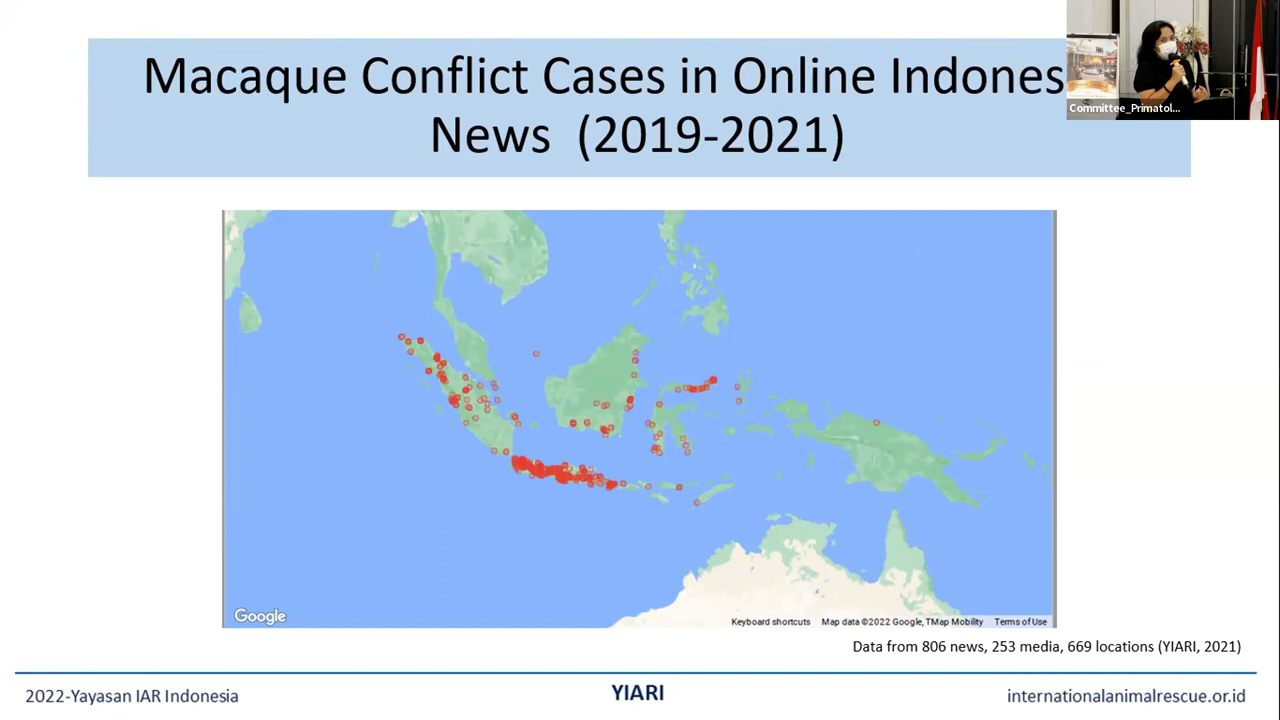 Macaque Conflict Cases in Online Indones
News (2019-2021)
Committee_Primatol...
Google
Keyboard shortcuts Map data ©2022 Google, TMap Mobility Terms of Use
Data from 806 news, 253 media, 669 locations (YIARI, 2021)
2022-Yayasan IAR Indonesia YIARI internationalanimalrescue.or.id